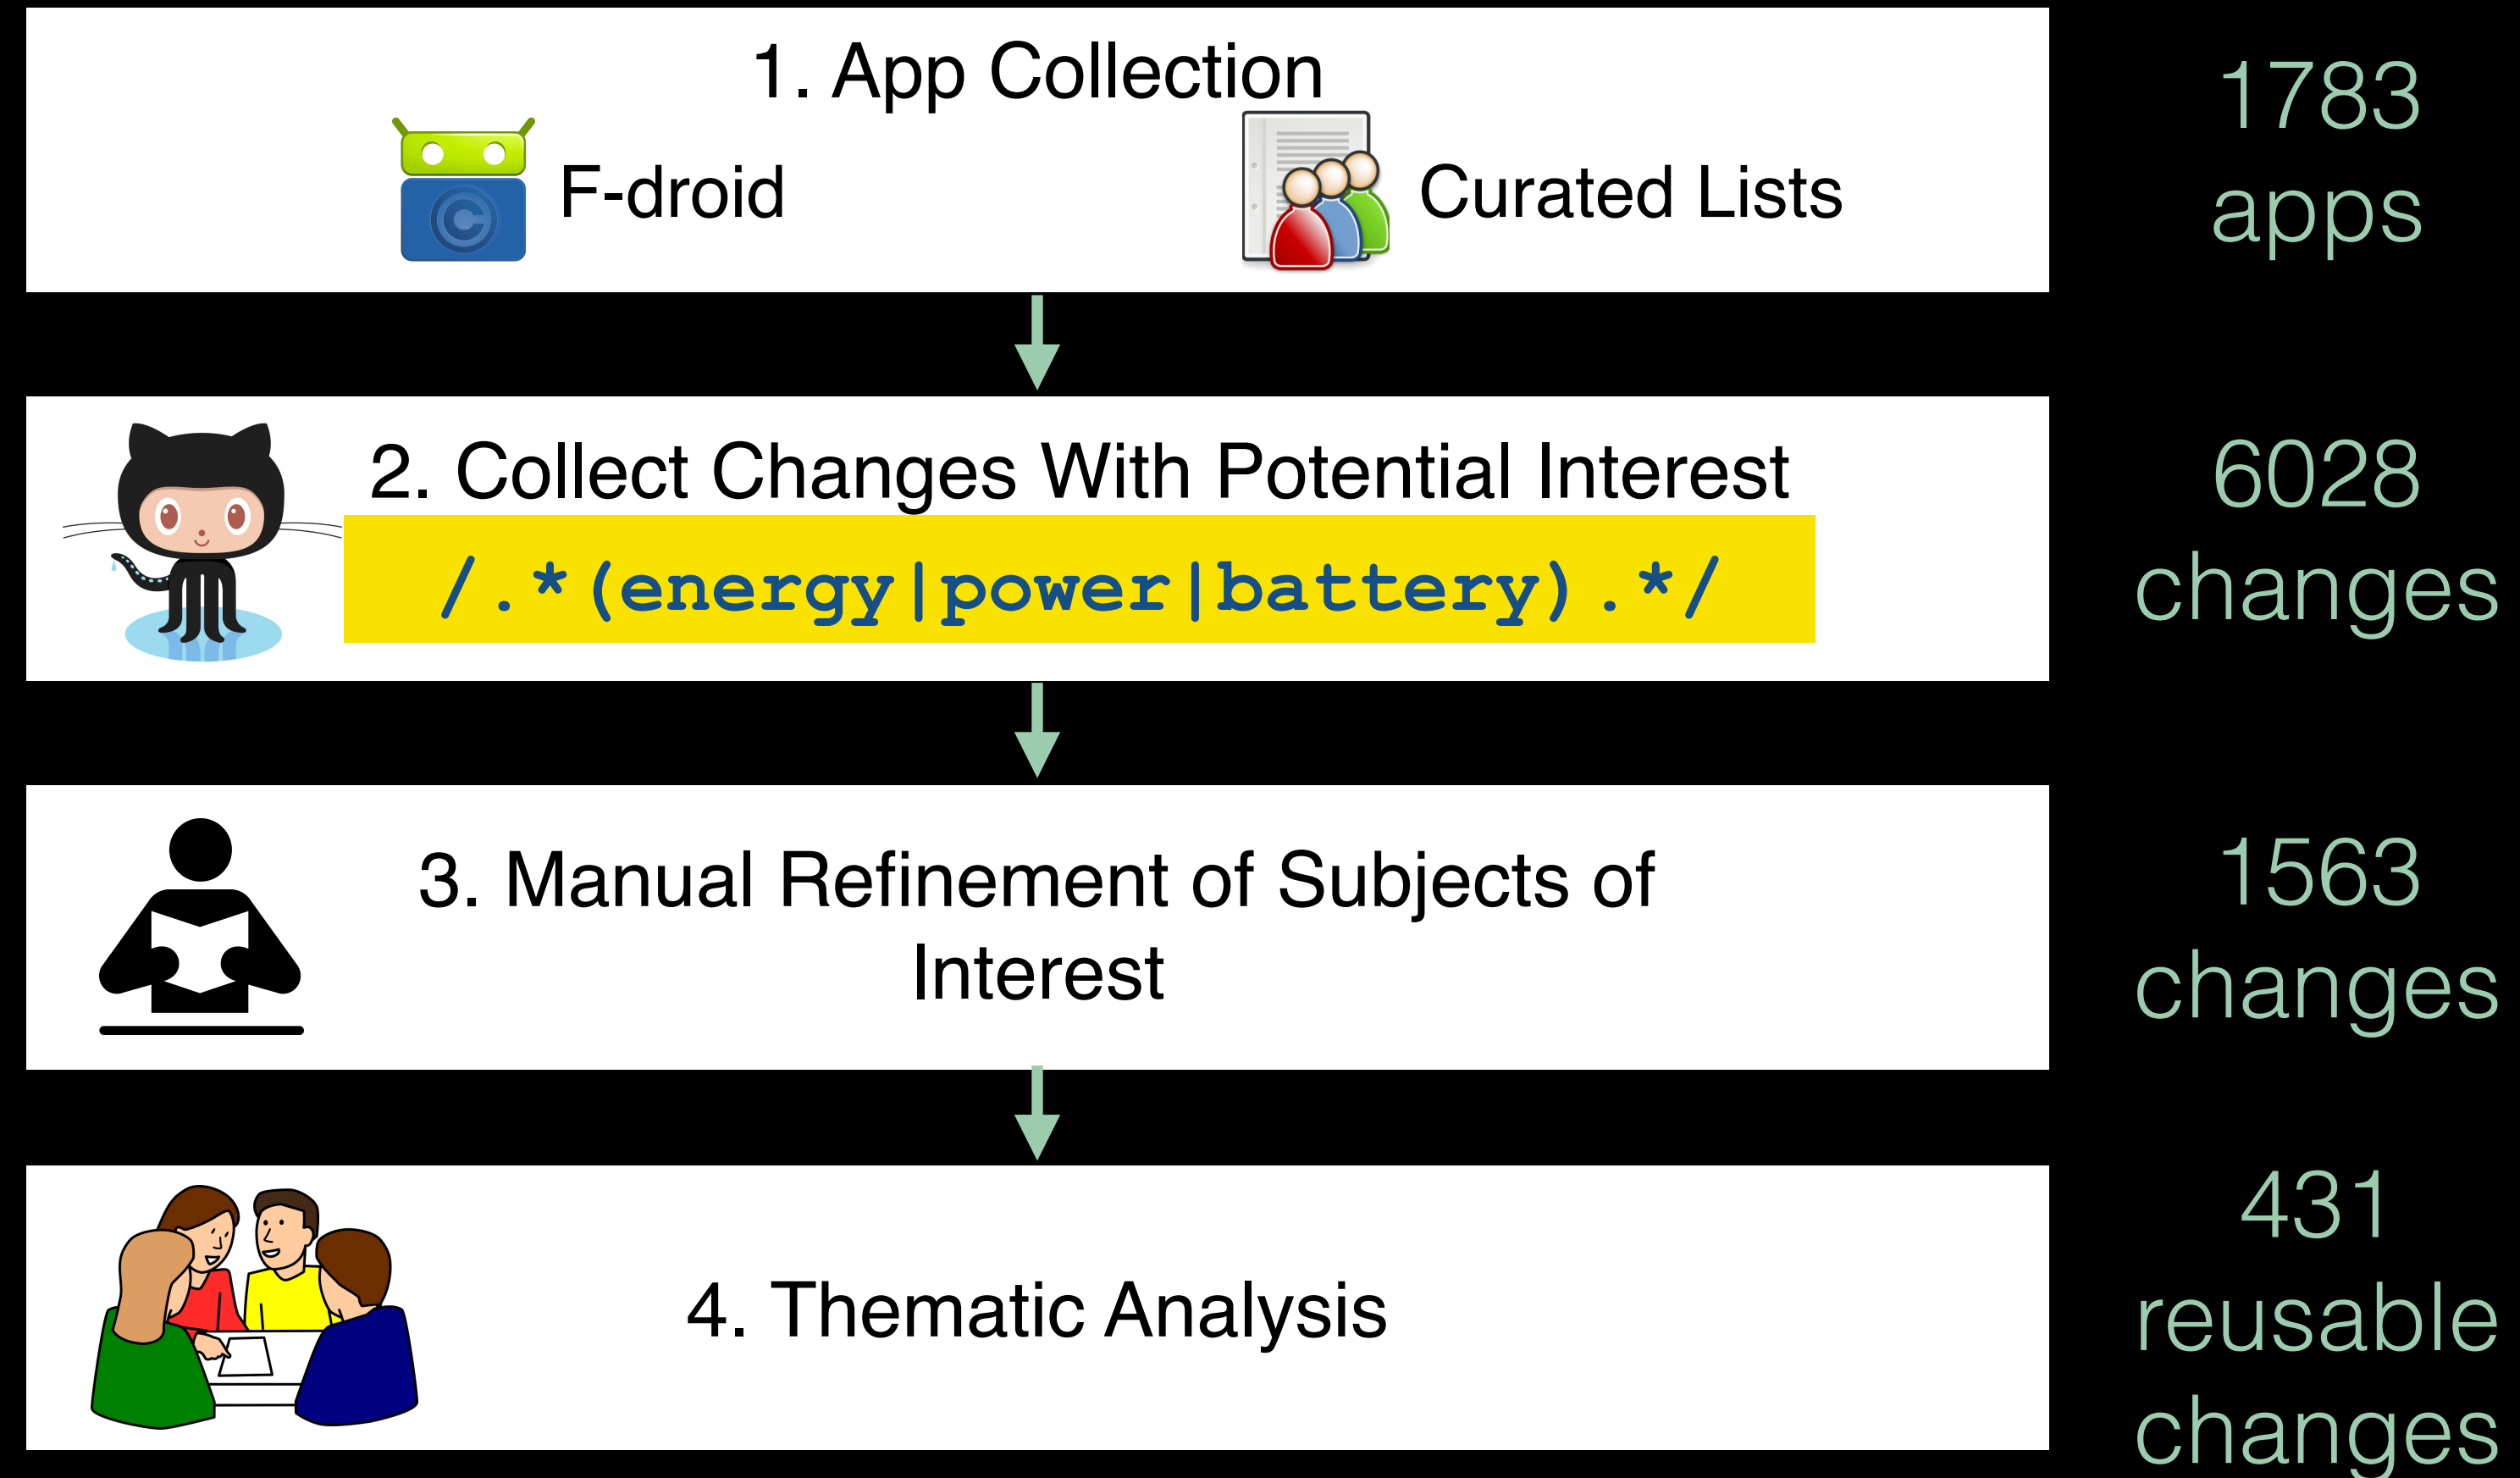 1. App Collection
F-droid
Curated Lists
1783
apps
2. Collect Changes With Potential Interest
/.*(energy|power|battery).*/
6028
changes
3. Manual Refinement of Subjects of
Interest
1563
changes
4. Thematic Analysis
431
reusable
changes